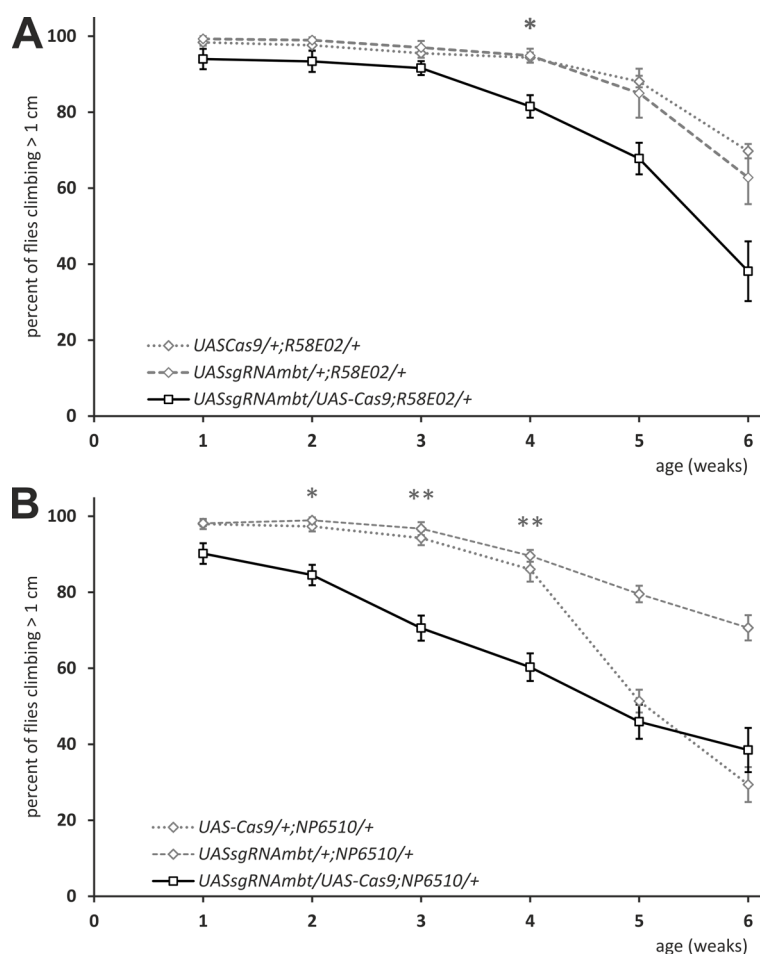 A
percent of flies climbing > 1 cm
100
80
60
40
20
0
*
UASCas9/+;R58E02/+
UASsgRNAmbt/+;R58E02/+
UASsgRNAmbt/UAS-Cas9;R58E02/+
0 1 2 3 4 5 6
age (weaks)
B
percent of flies climbing > 1 cm
100
80
60
40
20
0
* ** **
UAS-Cas9/+;NP6510/+
UASsgRNAmbt/+;NP6510/+
UASsgRNAmbt/UAS-Cas9;NP6510/+
0 1 2 3 4 5 6
age (weaks)